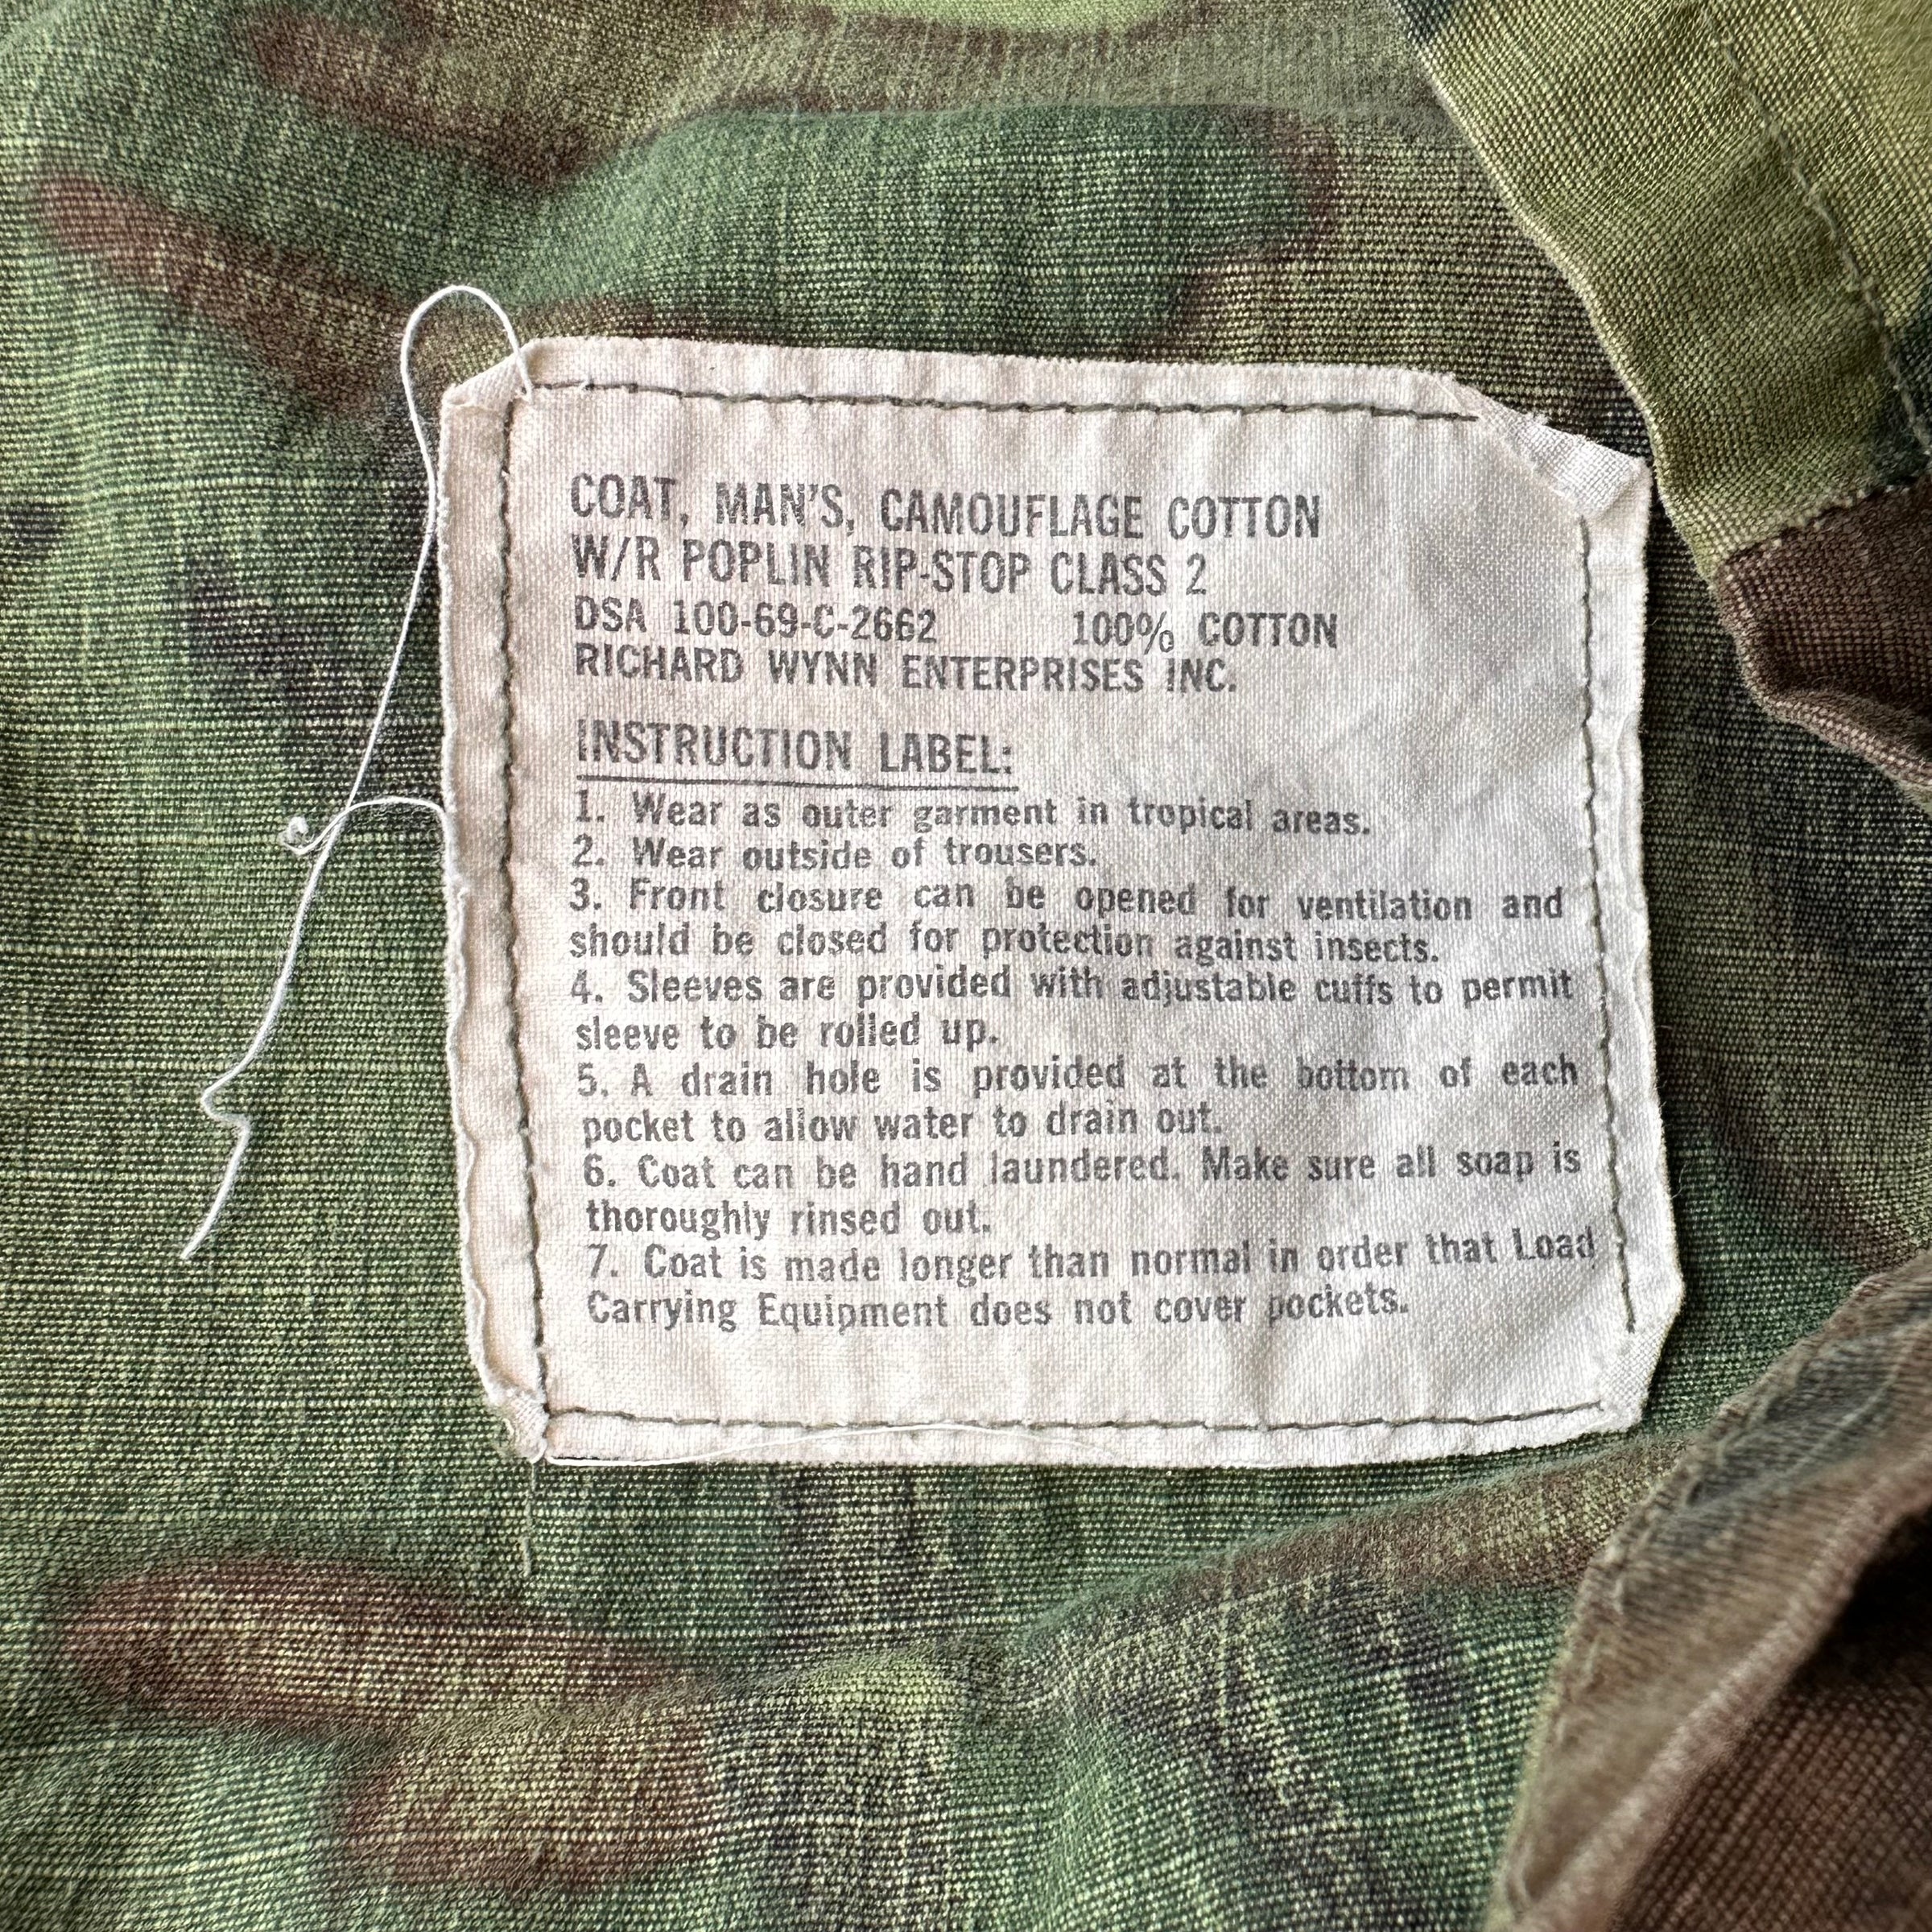 COAT, MAN'S, CAMOUFLAGE COTTON
W/R POPLIN RIP-STOP CLASS 2
DSA 100-69-C-2662 100% COTTON
RICHARD WYNN ENTERPRISES INC.
INSTRUCTION LABEL:
1. Wear as outer garment in tropical areas.
2. Wear outside of trousers.
3. Front closure can be opened for ventilation and
should be closed for protection against insects.
4. Sleeves are provided with adjustable cuffs to permit
sleeve to be rolled up.
5. A drain hole is provided at the bottom of each
pocket to allow water to drain out.
6. Coat can be hand laundered. Make sure all soap is
thoroughly rinsed out.
7. Coat is made longer than normal in order that Load
Carrying Equipment does not cover pockets.